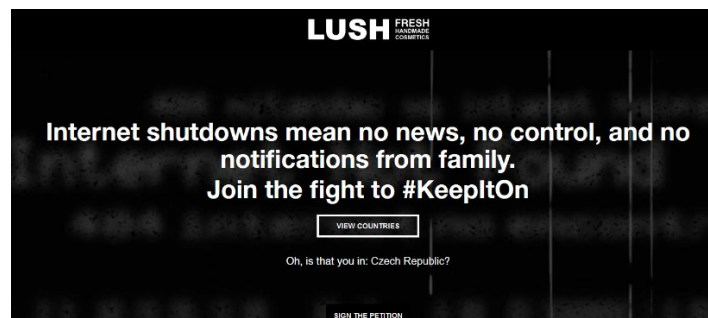 LUSH FRESH
HANDMADE
COSMETICS
Internet shutdowns mean no news, no control, and no
notifications from family.
Join the fight to #KeepItOn
VIEW COUNTRIES
Oh, is that you in: Czech Republic?
SIGN THE PETITION